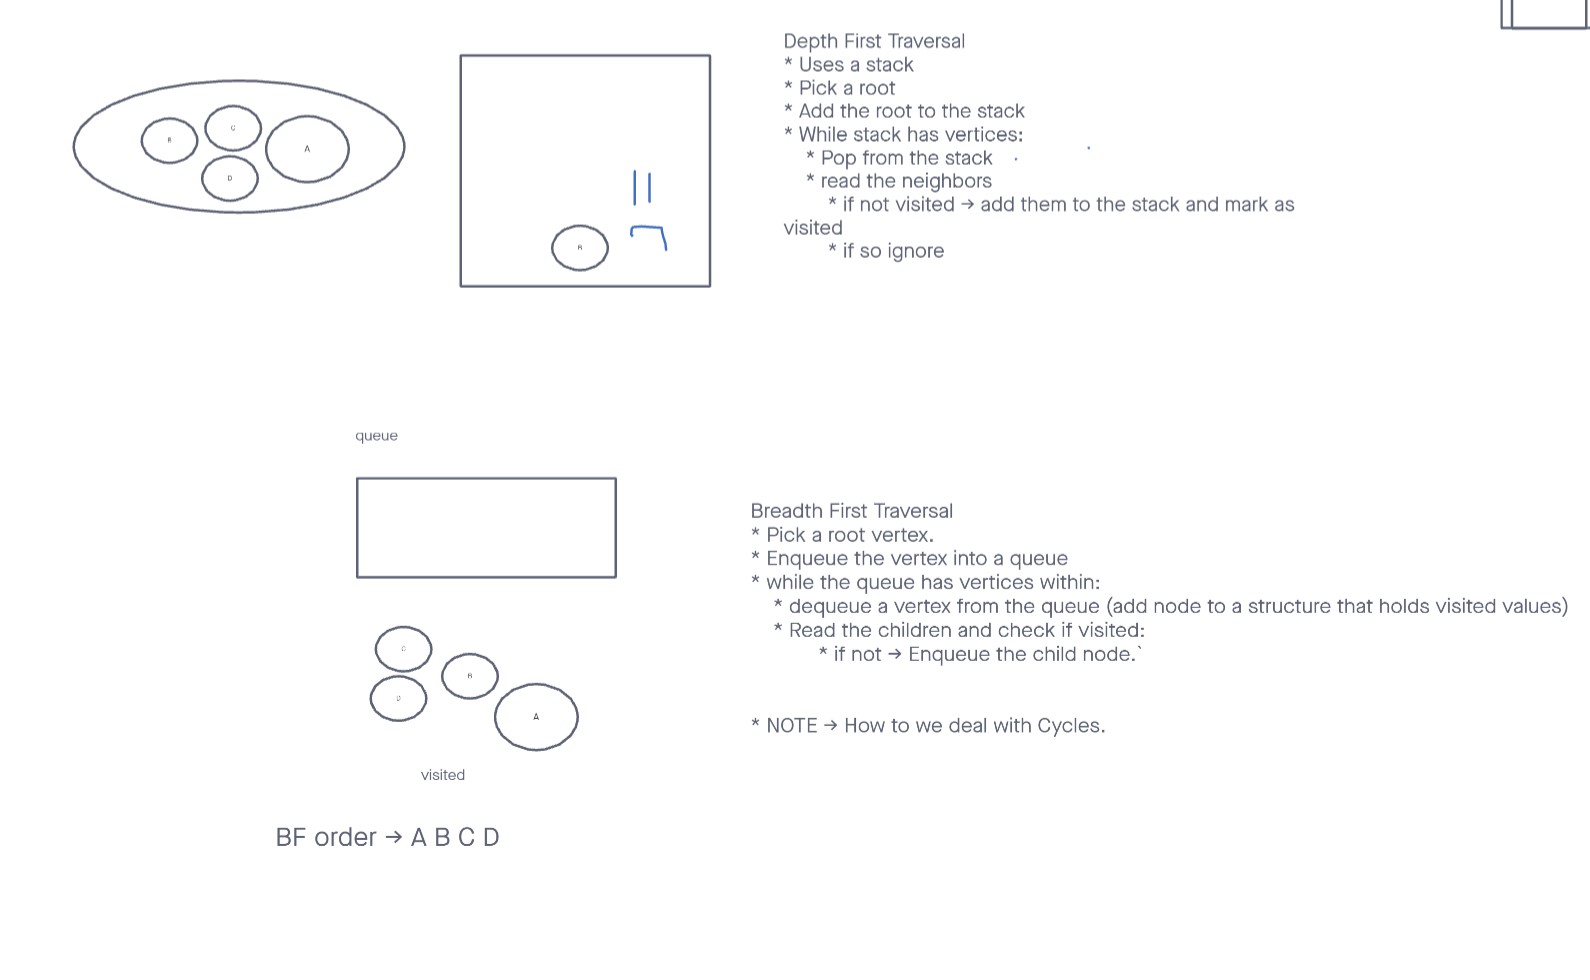 Depth First Traversal
* Uses a stack
* Pick a root
* Add the root to the stack
* While stack has vertices:
* Pop from the stack
* read the neighbors
* if not visited → add them to the stack and mark as
visited
* if so ignore
C
B
A
D
B
queue
Breadth First Traversal
* Pick a root vertex.
* Enqueue the vertex into a queue
* while the queue has vertices within:
* dequeue a vertex from the queue (add node to a structure that holds visited values)
* Read the children and check if visited:
* if not → Enqueue the child node.`
* NOTE → How to we deal with Cycles.
C
B
D
A
visited
BF order → A B C D